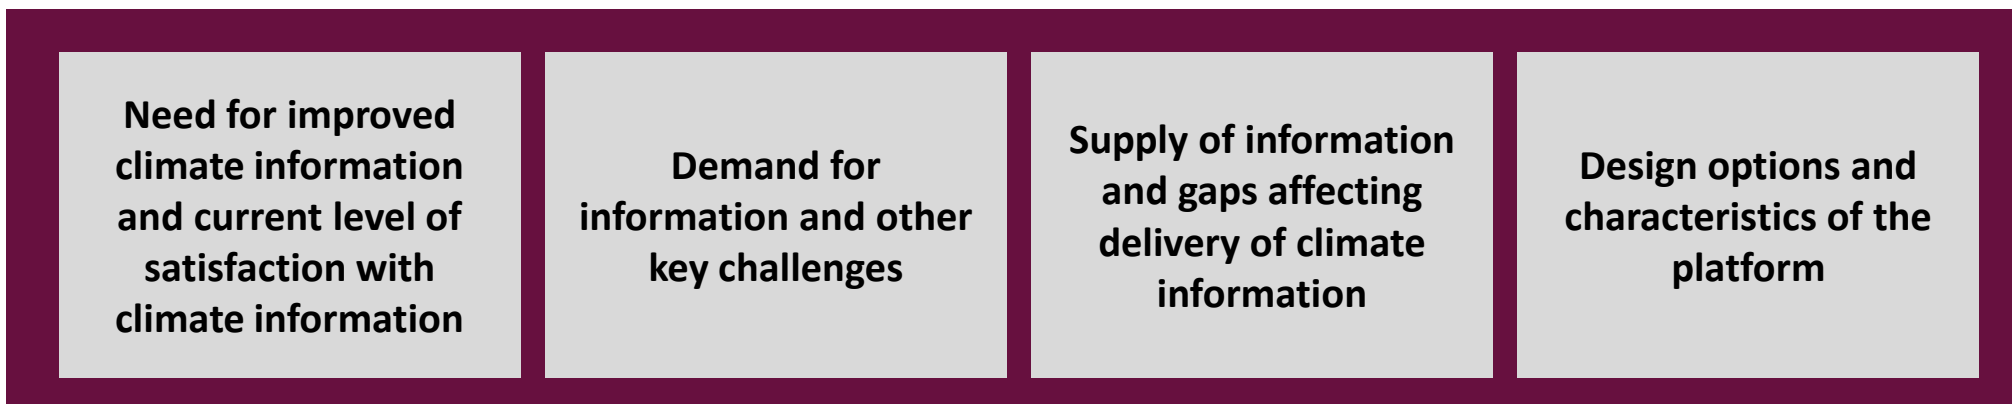 Need for improved
climate information
and current level of
satisfaction with
climate information
Demand for
information and other
key challenges
Supply of information
and gaps affecting
delivery of climate
information
Design options and
characteristics of the
platform